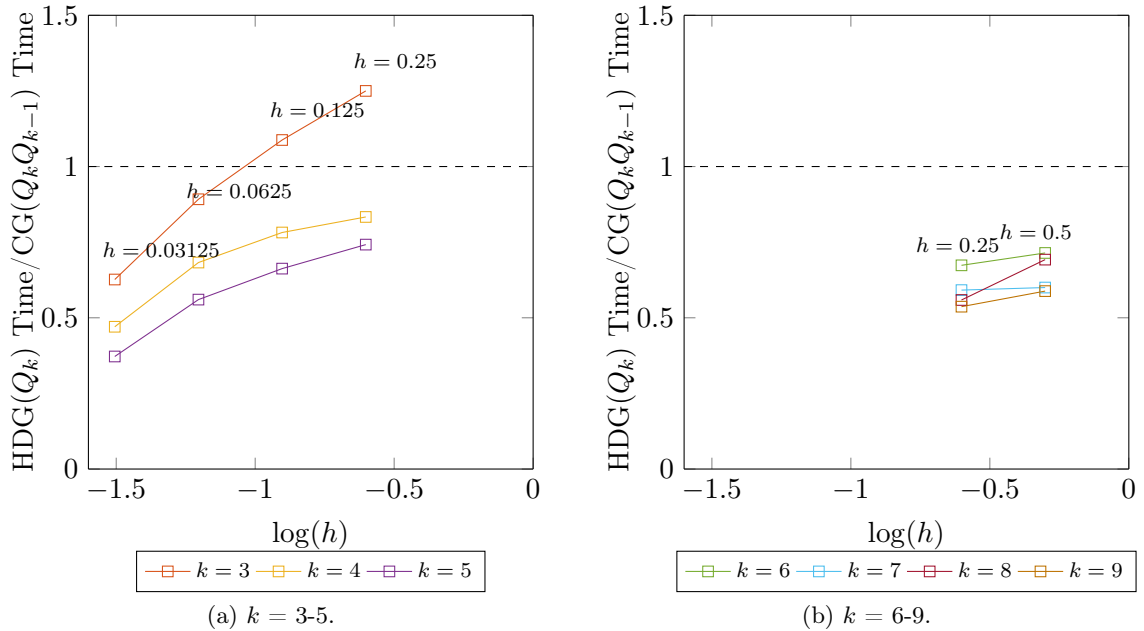 HDG(Q_k) Time/CG(Q_kQ_{k−1}) Time
1.5
1
0.5
0
−1.5
−1
−0.5
0
log(h)
h = 0.25
h = 0.125
h = 0.0625
h = 0.03125
k = 3 k = 4 k = 5
(a) k = 3-5.
HDG(Q_k) Time/CG(Q_kQ_{k−1}) Time
1.5
1
0.5
0
−1.5
−1
−0.5
0
log(h)
h = 0.25
h = 0.5
k = 6 k = 7 k = 8 k = 9
(b) k = 6-9.